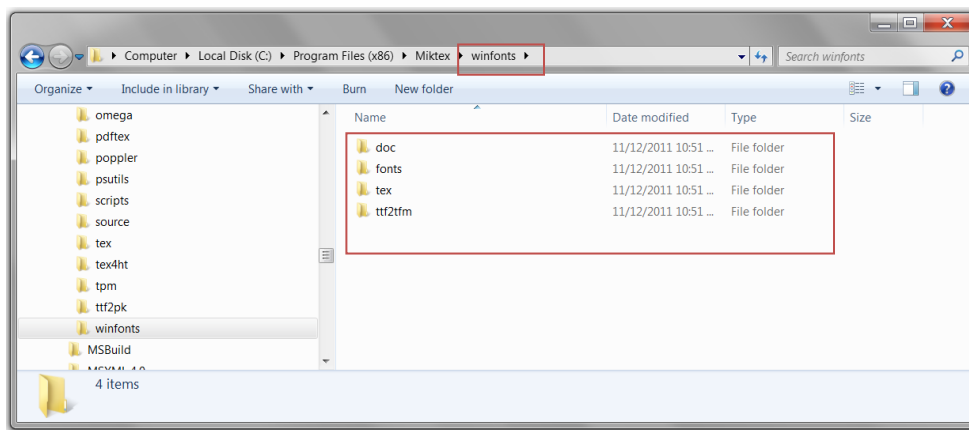 Computer Local Disk (C:) Program Files (x86) Miktex winfonts Search winfonts
Organize Include in library Share with Burn New folder
omega
pdftex
poppler
psutils
scripts
source
tex
tex4ht
tpm
ttf2pk
winfonts
MSBuild
Name Date modified Type Size
doc 11/12/2011 10:51 ... File folder
fonts 11/12/2011 10:51 ... File folder
tex 11/12/2011 10:51 ... File folder
ttf2tfm 11/12/2011 10:51 ... File folder
4 items